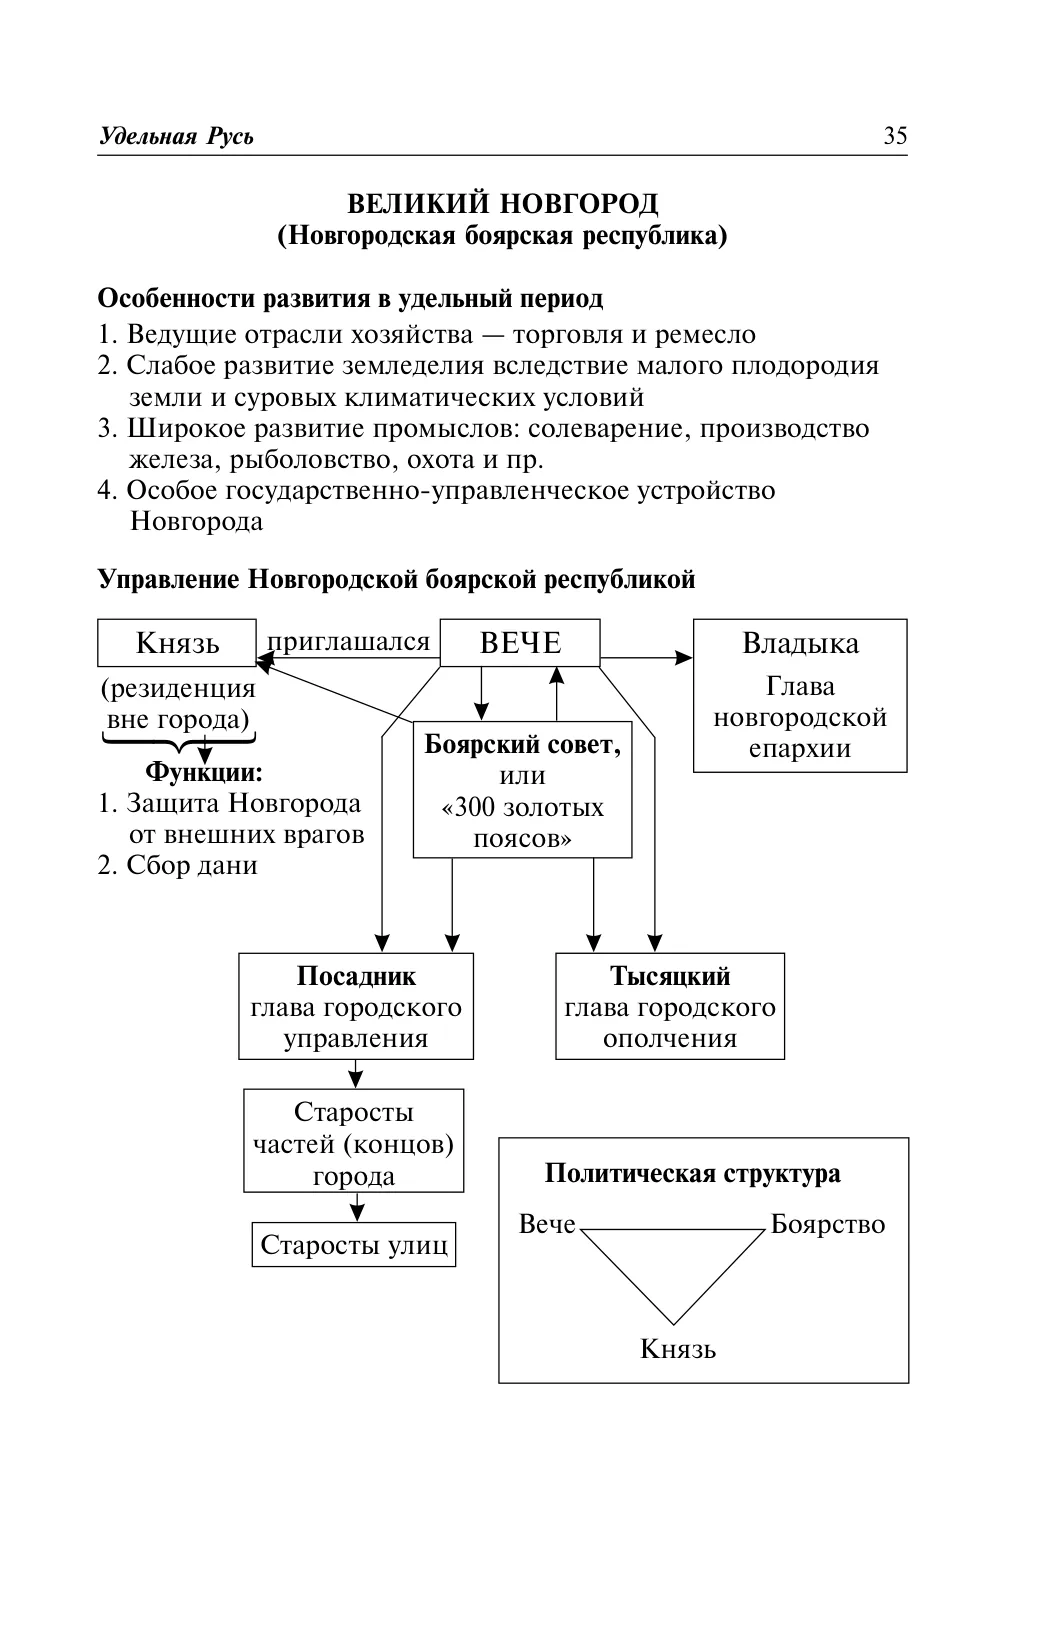 Удельная Русь 35
ВЕЛИКИЙ НОВГОРОД
(Новгородская боярская республика)
Особенности развития в удельный период
1. Ведущие отрасли хозяйства — торговля и ремесло
2. Слабое развитие земледелия вследствие малого плодородия
земли и суровых климатических условий
3. Широкое развитие промыслов: солеварение, производство
железа, рыболовство, охота и пр.
4. Особое государственно-управленческое устройство
Новгорода
Управление Новгородской боярской республикой
Князь
приглашался
ВЕЧЕ
Владыка
Глава
новгородской
епархии
(резиденция
вне города)
Функции:
1. Защита Новгорода
от внешних врагов
2. Сбор дани
Боярский совет,
или
«300 золотых
поясов»
Посадник
глава городского
управления
Тысяцкий
глава городского
ополчения
Старосты
частей (концов)
города
Старосты улиц
Политическая структура
Вече
Боярство
Князь